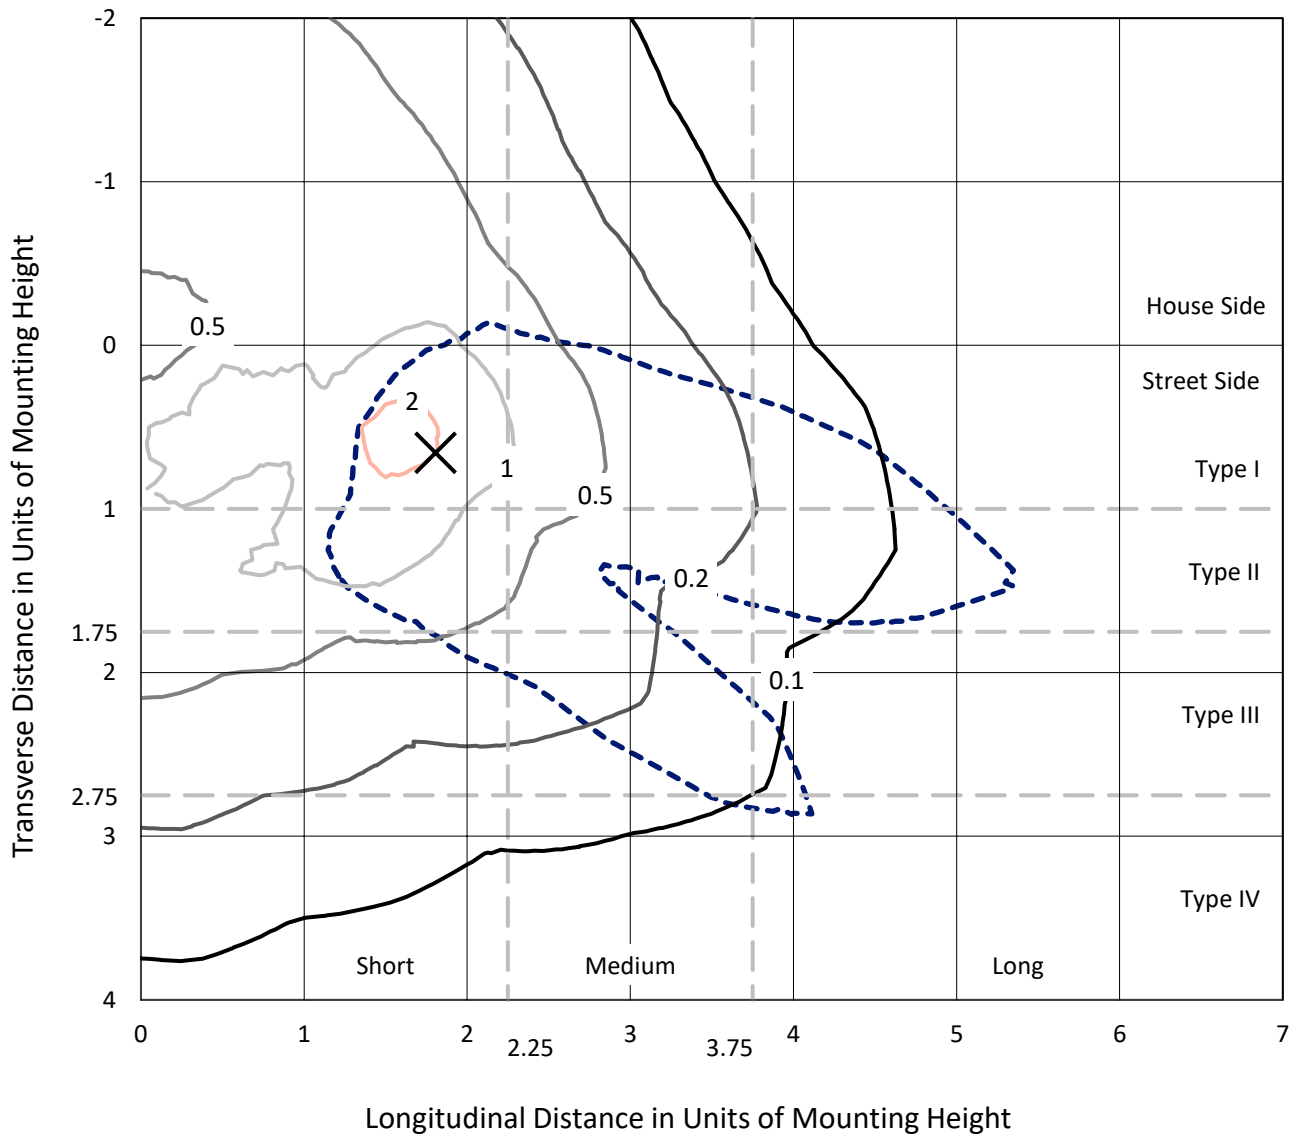 -2
-1
House Side
0.5
0
Street Side
2
Type I
1
0.5
1
Type II
0.2
1.75
2
0.1
Type III
2.75
3
Type IV
Short Medium Long
4
0 1 2 3 4 5 6 7
2.25 3.75
Transverse Distance in Units of Mounting Height
Longitudinal Distance in Units of Mounting Height